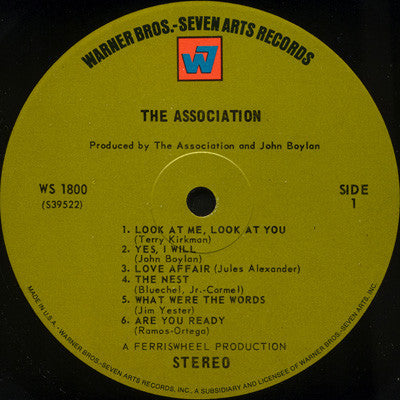 WARNER BROS.-SEVEN ARTS RECORDS
W7
THE ASSOCIATION
Produced by The Association and John Boylan
WS 1800
(S39522)
SIDE
1
1. LOOK AT ME, LOOK AT YOU
(Terry Kirkman)
2. YES, I WILL
(John Boylan)
3. LOVE AFFAIR (Jules Alexander)
4. THE NEST
(Bluechel, Jr.-Carmel)
5. WHAT WERE THE WORDS
(Jim Yester)
6. ARE YOU READY
(Ramos-Ortega)
A FERRISWHEEL PRODUCTION
STEREO
MADE IN U.S.A. - WARNER BROS.-SEVEN ARTS RECORDS, INC., A SUBSIDIARY AND LICENSEE OF WARNER BROS.-SEVEN ARTS, INC.